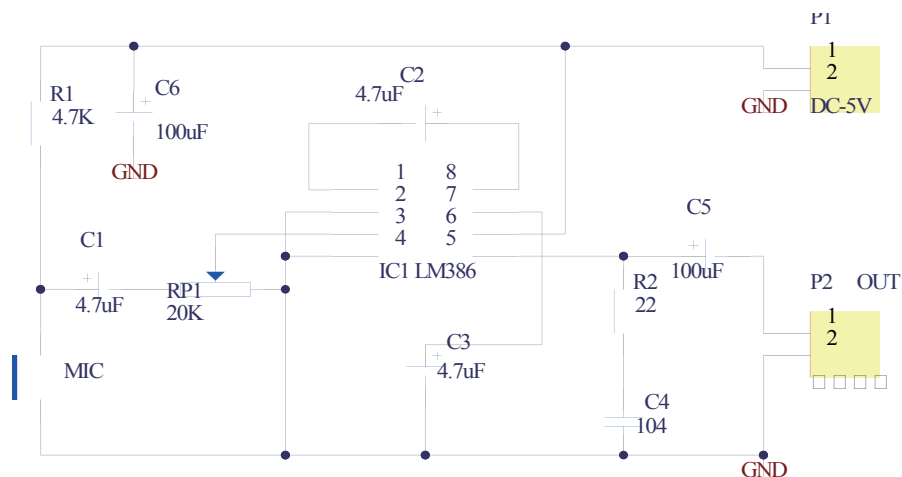 P1
1
2
GND
DC-5V
R1
4.7K
C6
100uF
GND
C2
4.7uF
+
+
1 8
2 7
3 6
4 5
IC1 LM386
C1
+
4.7uF
RP1
20K
C5
+
100uF
R2
22
P2 OUT
1
2
MIC
C3
+
4.7uF
C4
104
GND